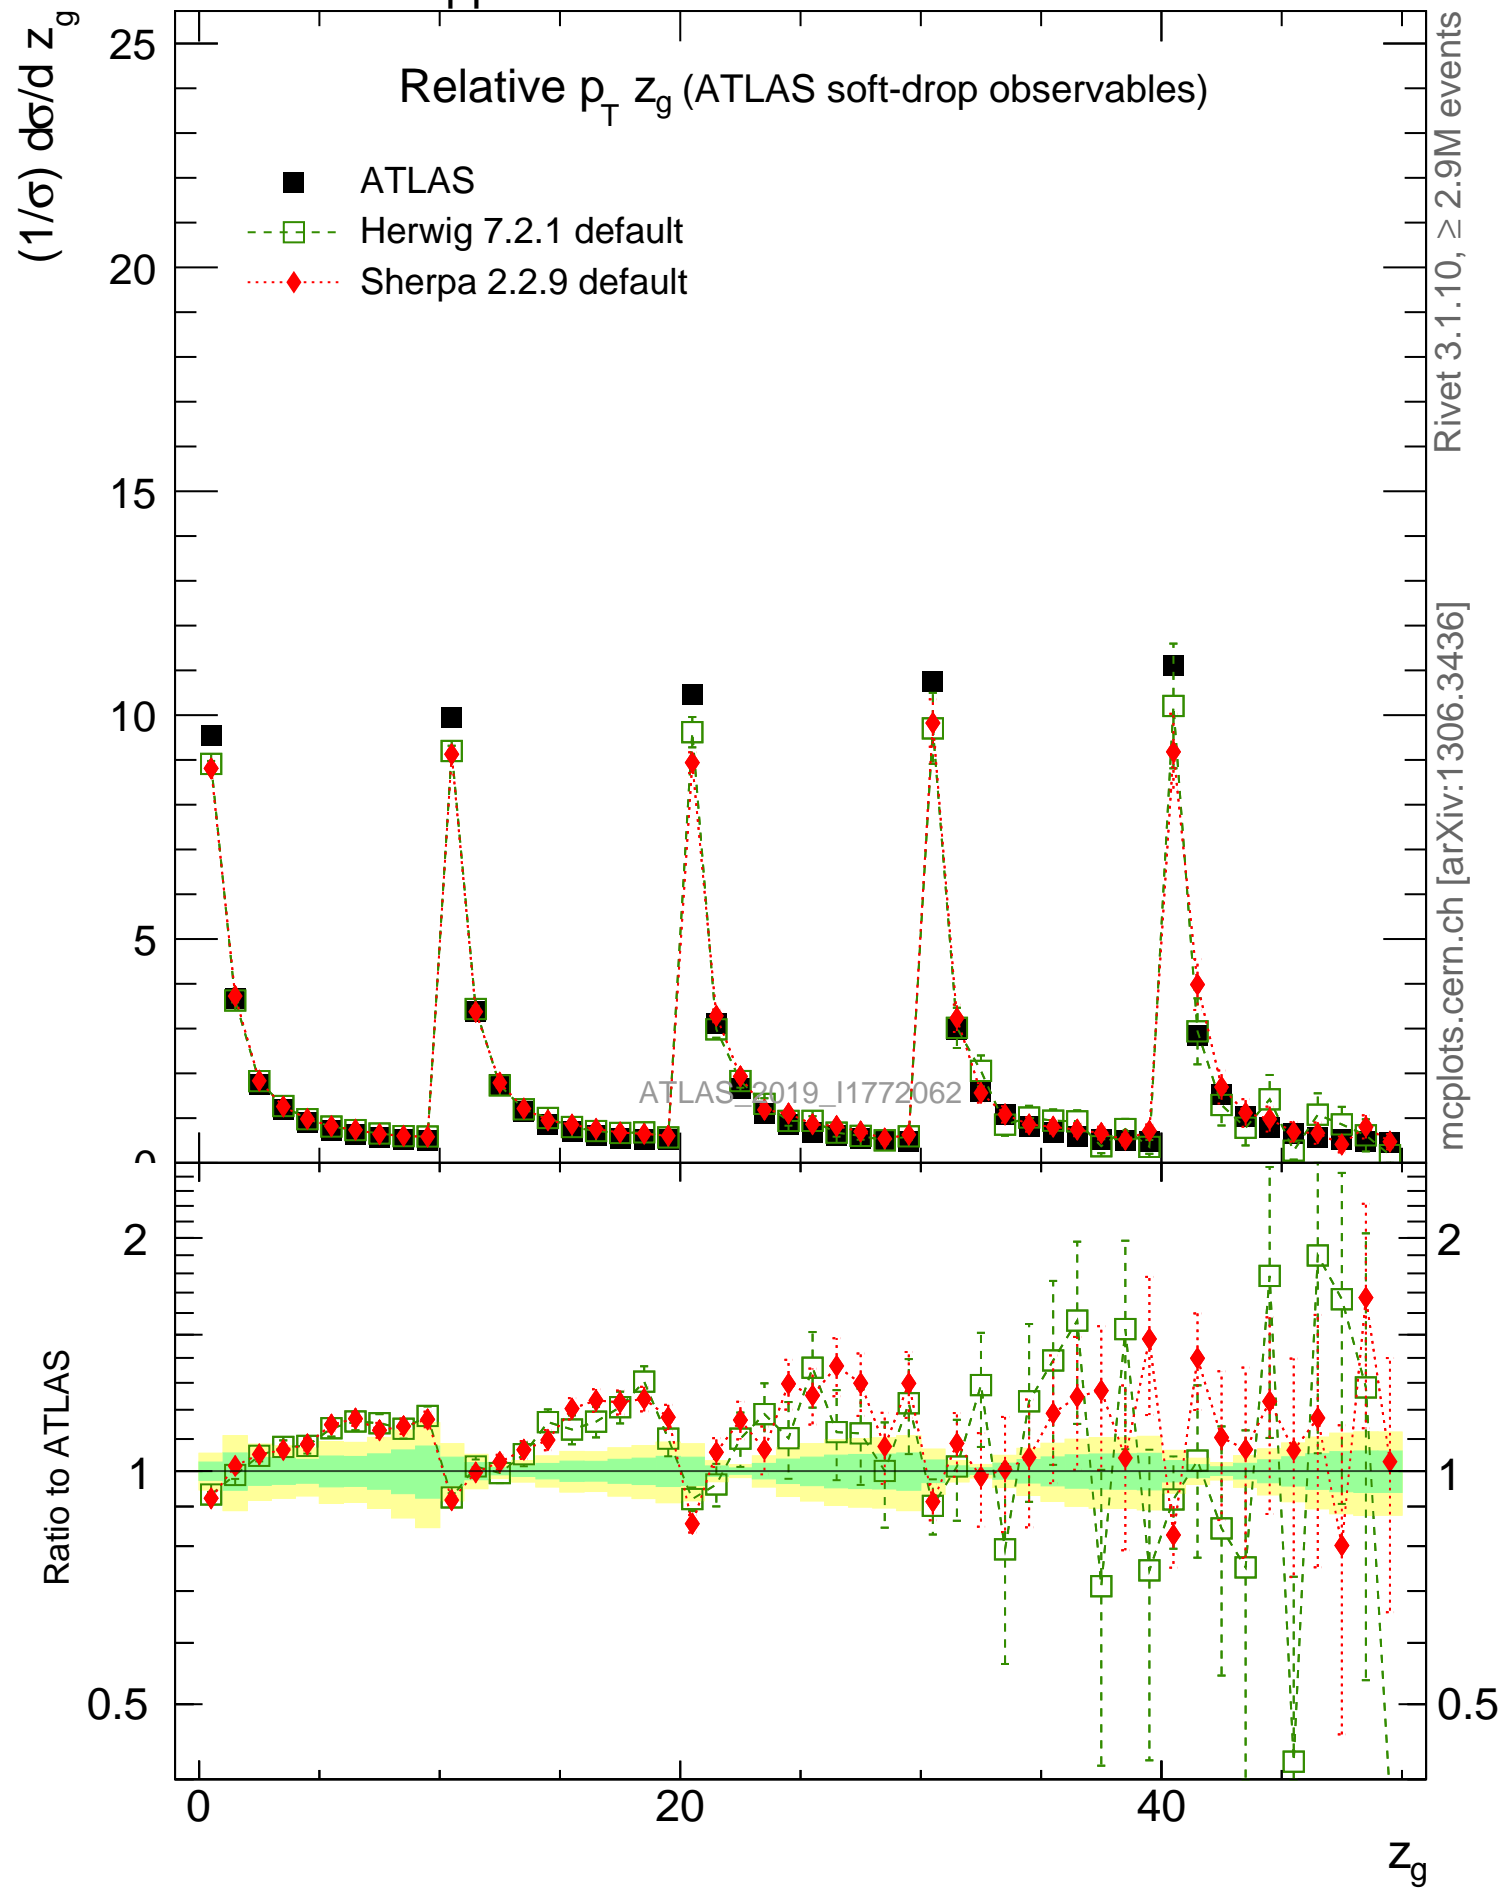 (1/σ) dσ/d z_g
25
20
15
10
5
0
Relative p_T z_g (ATLAS soft-drop observables)
ATLAS
Herwig 7.2.1 default
Sherpa 2.2.9 default
ATLAS_2019_I1772062
Rivet 3.1.10, ≥ 2.9M events
mcplots.cern.ch [arXiv:1306.3436]
Ratio to ATLAS
2
1
0.5
2
1
0.5
0
20
40
z_g